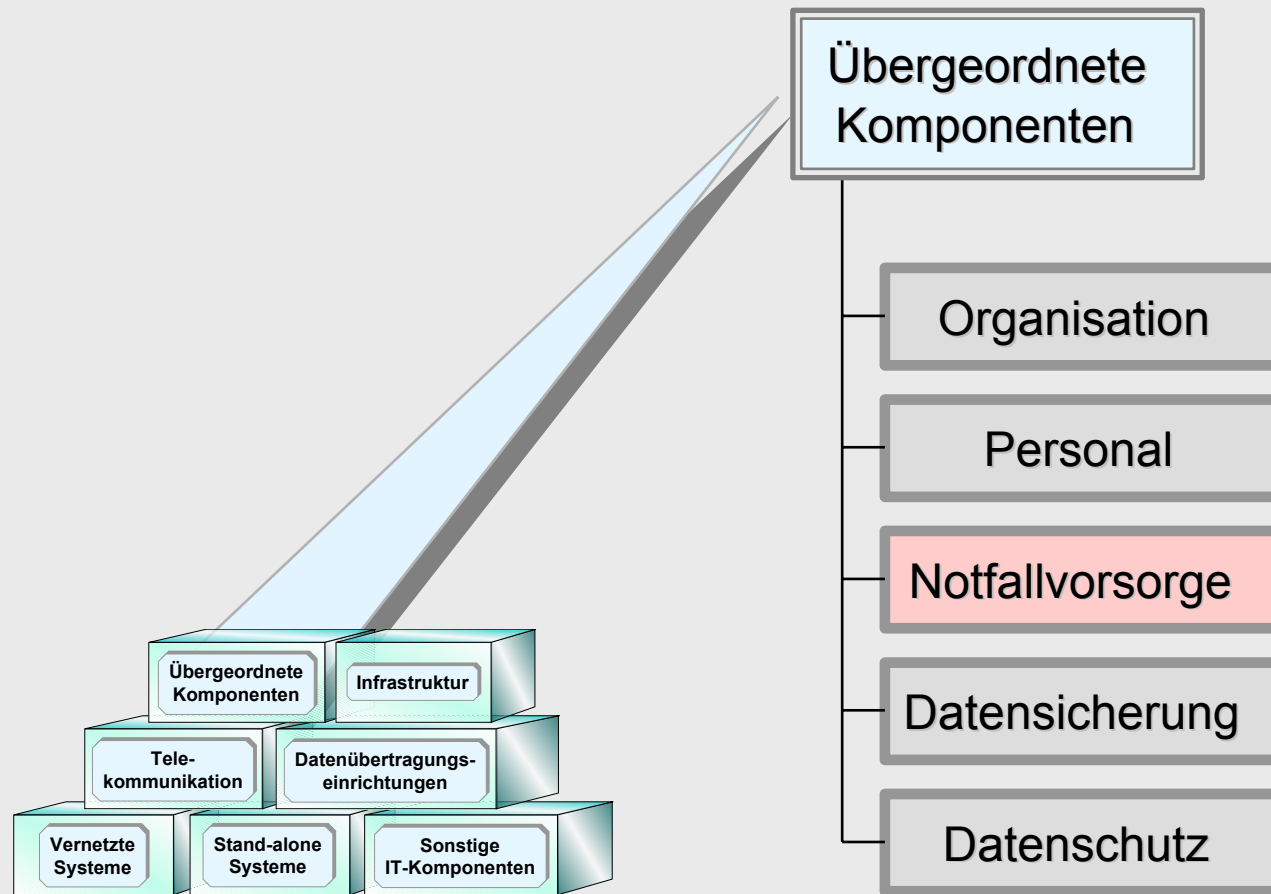 Übergeordnete
Komponenten
Organisation
Personal
Notfallvorsorge
Datensicherung
Datenschutz
Übergeordnete
Komponenten
Infrastruktur
Tele-
kommunikation
Datenübertragungs-
einrichtungen
Vernetzte
Systeme
Stand-alone
Systeme
Sonstige
IT-Komponenten